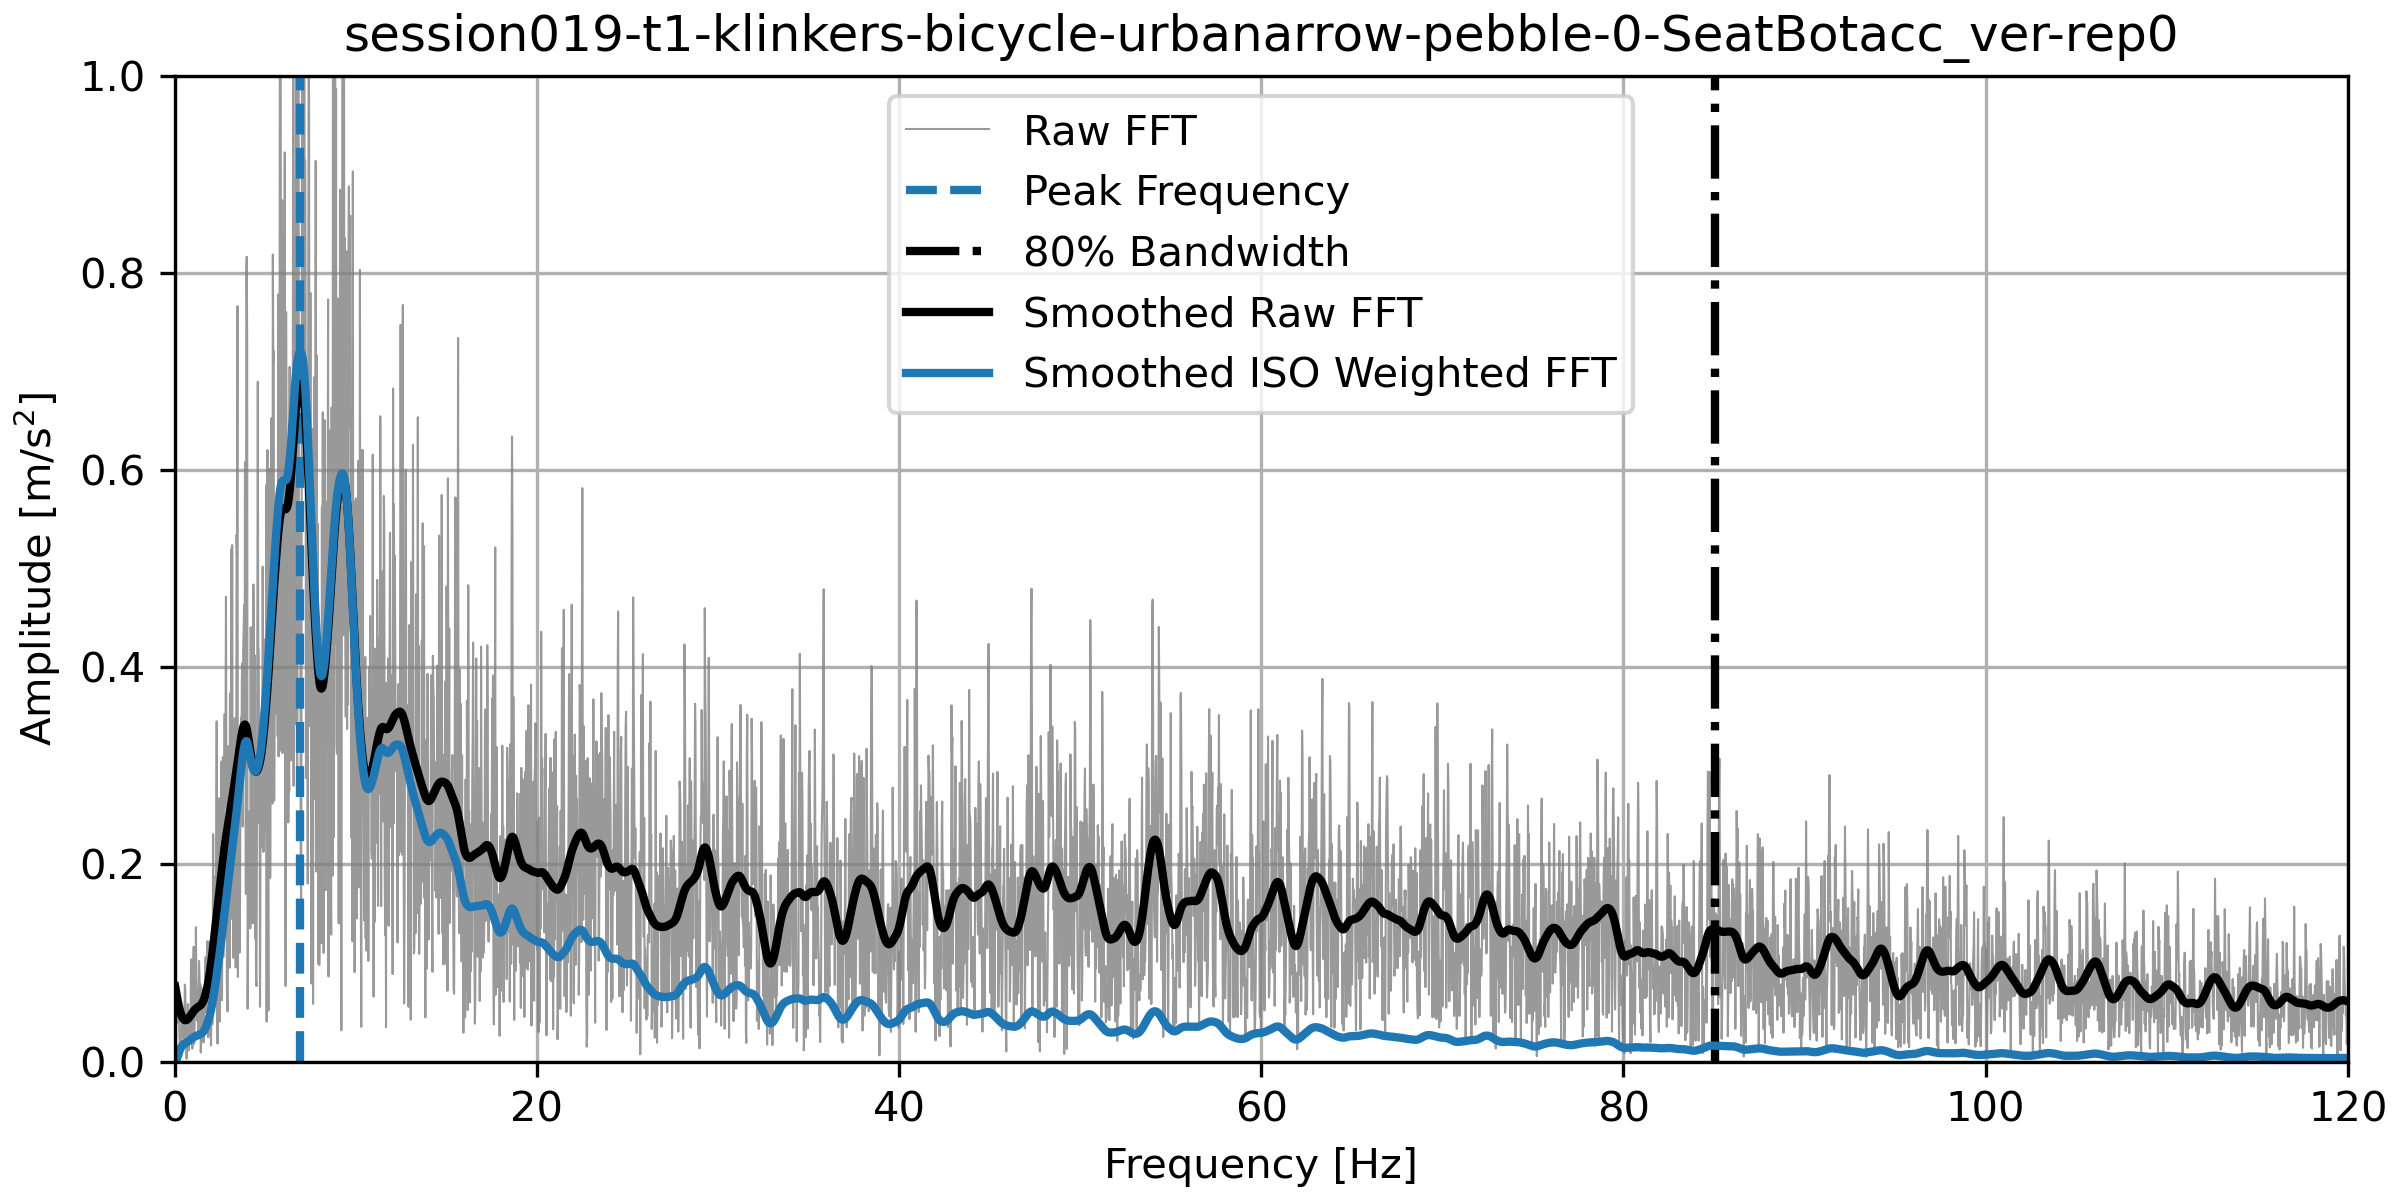 session019-t1-klinkers-bicycle-urbanarrow-pebble-0-SeatBotacc_ver-rep0
1.0
0.8
0.6
0.4
0.2
0.0
Amplitude [m/s²]
Raw FFT
Peak Frequency
80% Bandwidth
Smoothed Raw FFT
Smoothed ISO Weighted FFT
0 20 40 60 80 100 120
Frequency [Hz]